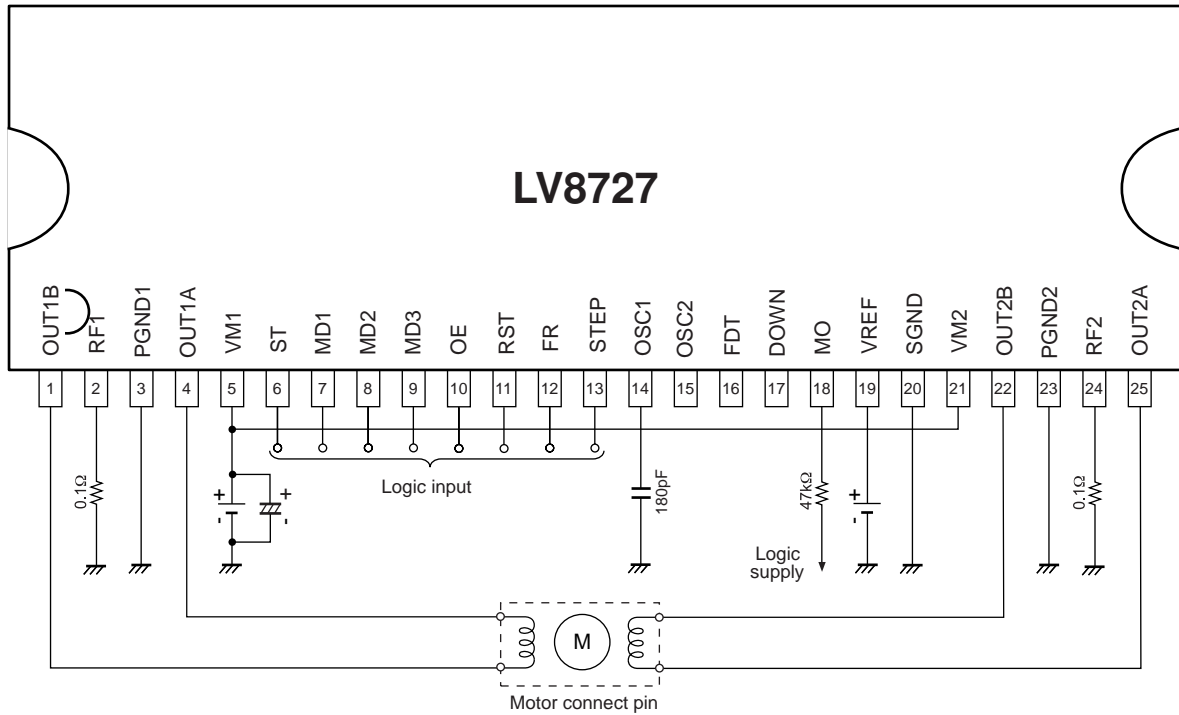 LV8727
OUT1B
RF1
PGND1
OUT1A
VM1
ST
MD1
MD2
MD3
OE
RST
FR
STEP
OSC1
OSC2
FDT
DOWN
MO
VREF
SGND
VM2
OUT2B
PGND2
RF2
OUT2A
1 2 3 4 5 6 7 8 9 10 11 12 13 14 15 16 17 18 19 20 21 22 23 24 25
0.1Ω
+
-
+
-
Logic input
180pF
47kΩ
+
-
0.1Ω
Logic
supply
M
Motor connect pin